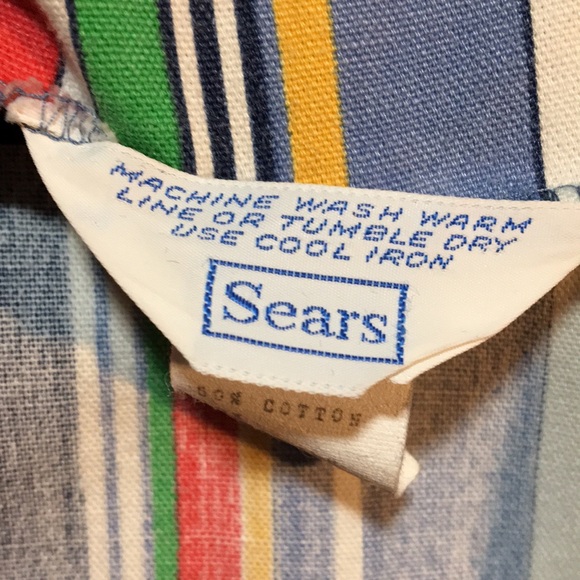 MACHINE WASH WARM
LINE OR TUMBLE DRY
USE COOL IRON
Sears
COTTON